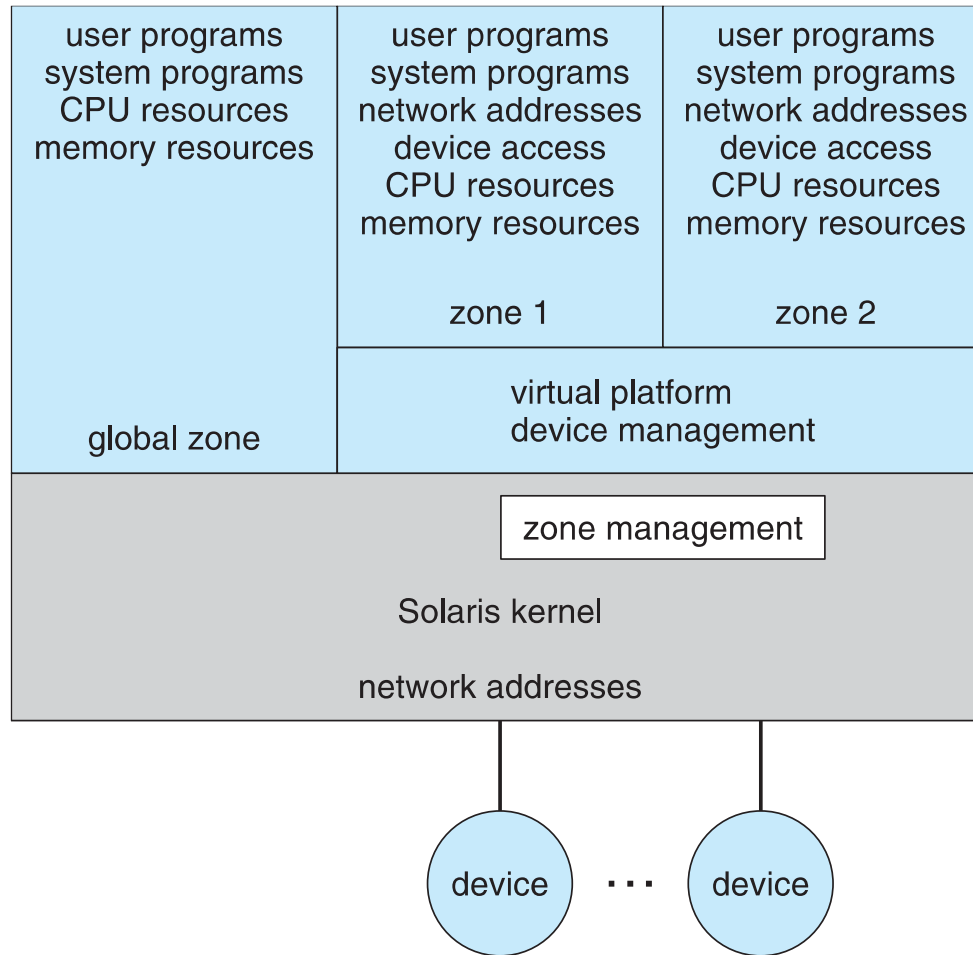 user programs
system programs
CPU resources
memory resources
global zone
user programs
system programs
network addresses
device access
CPU resources
memory resources
zone 1
user programs
system programs
network addresses
device access
CPU resources
memory resources
zone 2
virtual platform
device management
zone management
Solaris kernel
network addresses
device
...
device